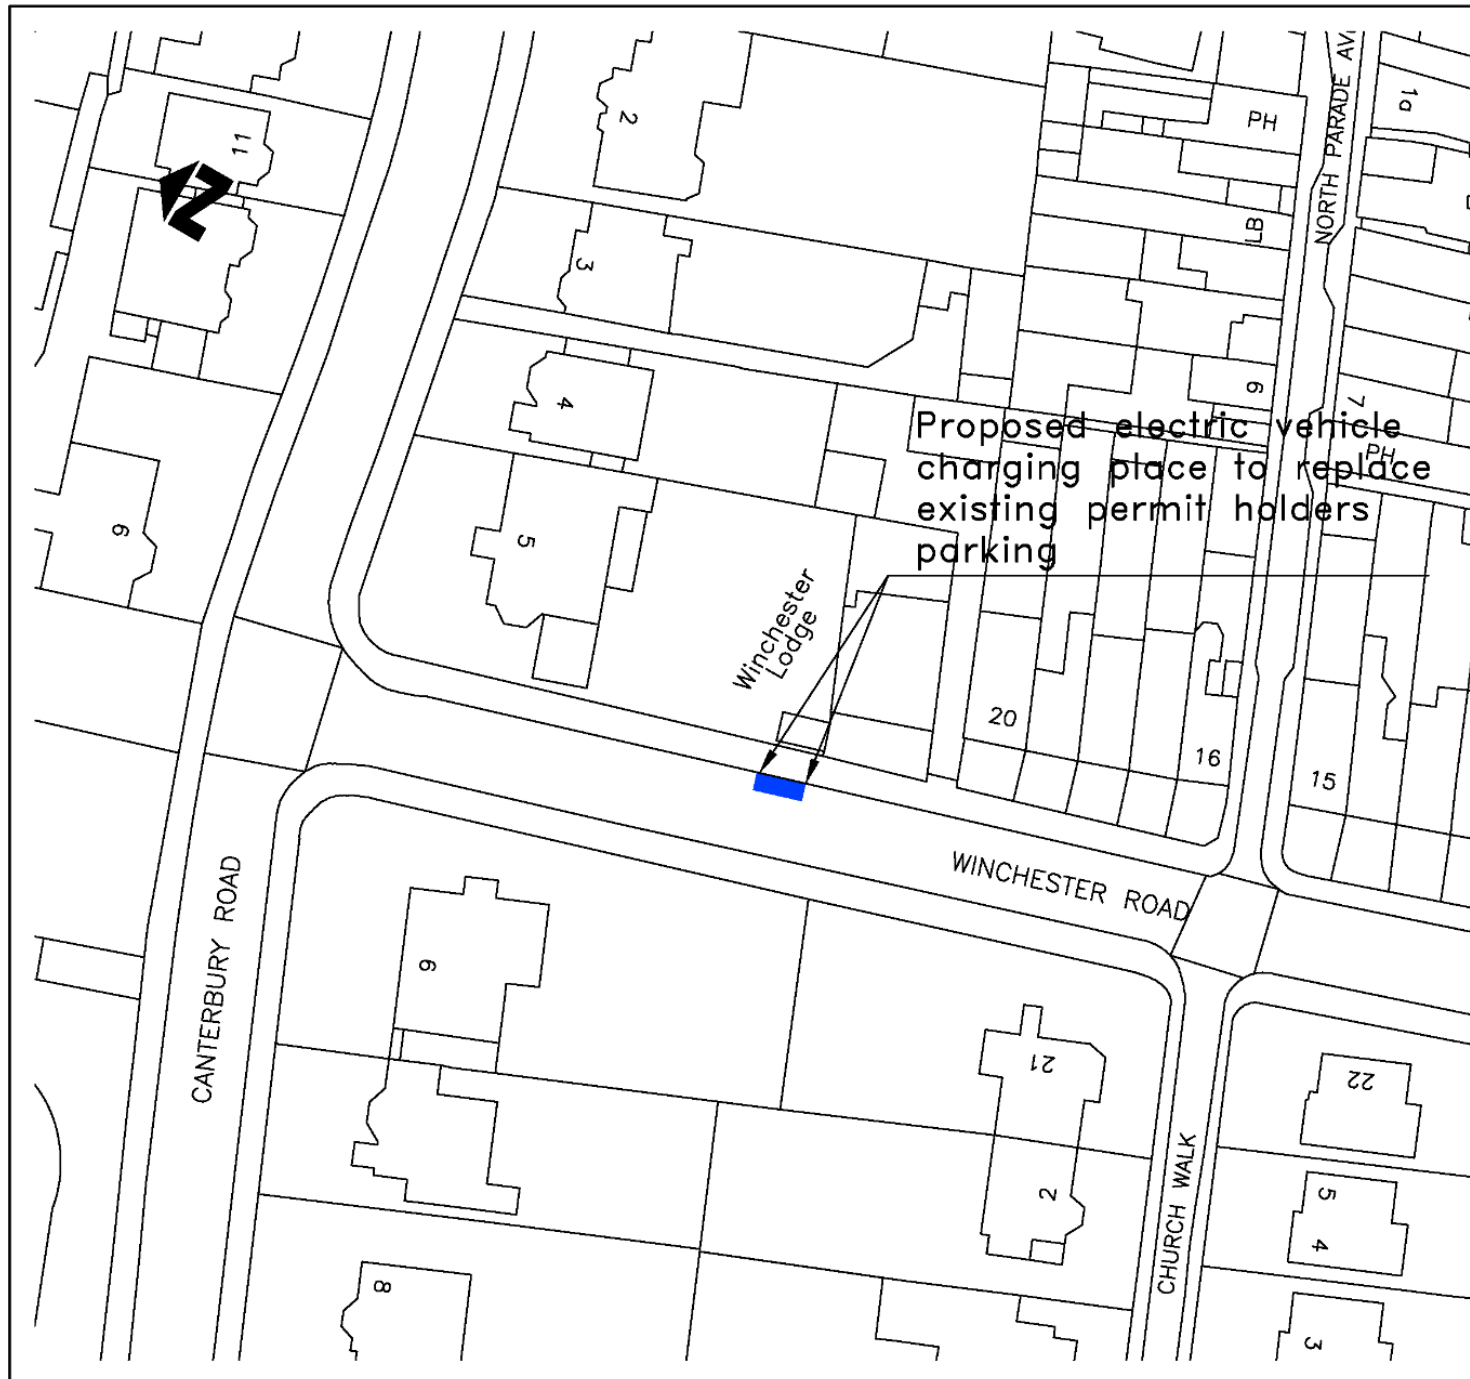 11
N
2
3
4
5
6
PH
LB
NORTH PARADE AV
1a
9
7
PH
Proposed electric vehicle
charging place to replace
existing permit holders
parking
Winchester
Lodge
20
16
15
WINCHESTER ROAD
CANTERBURY ROAD
6
21
22
2
5
4
CHURCH WALK
8
3